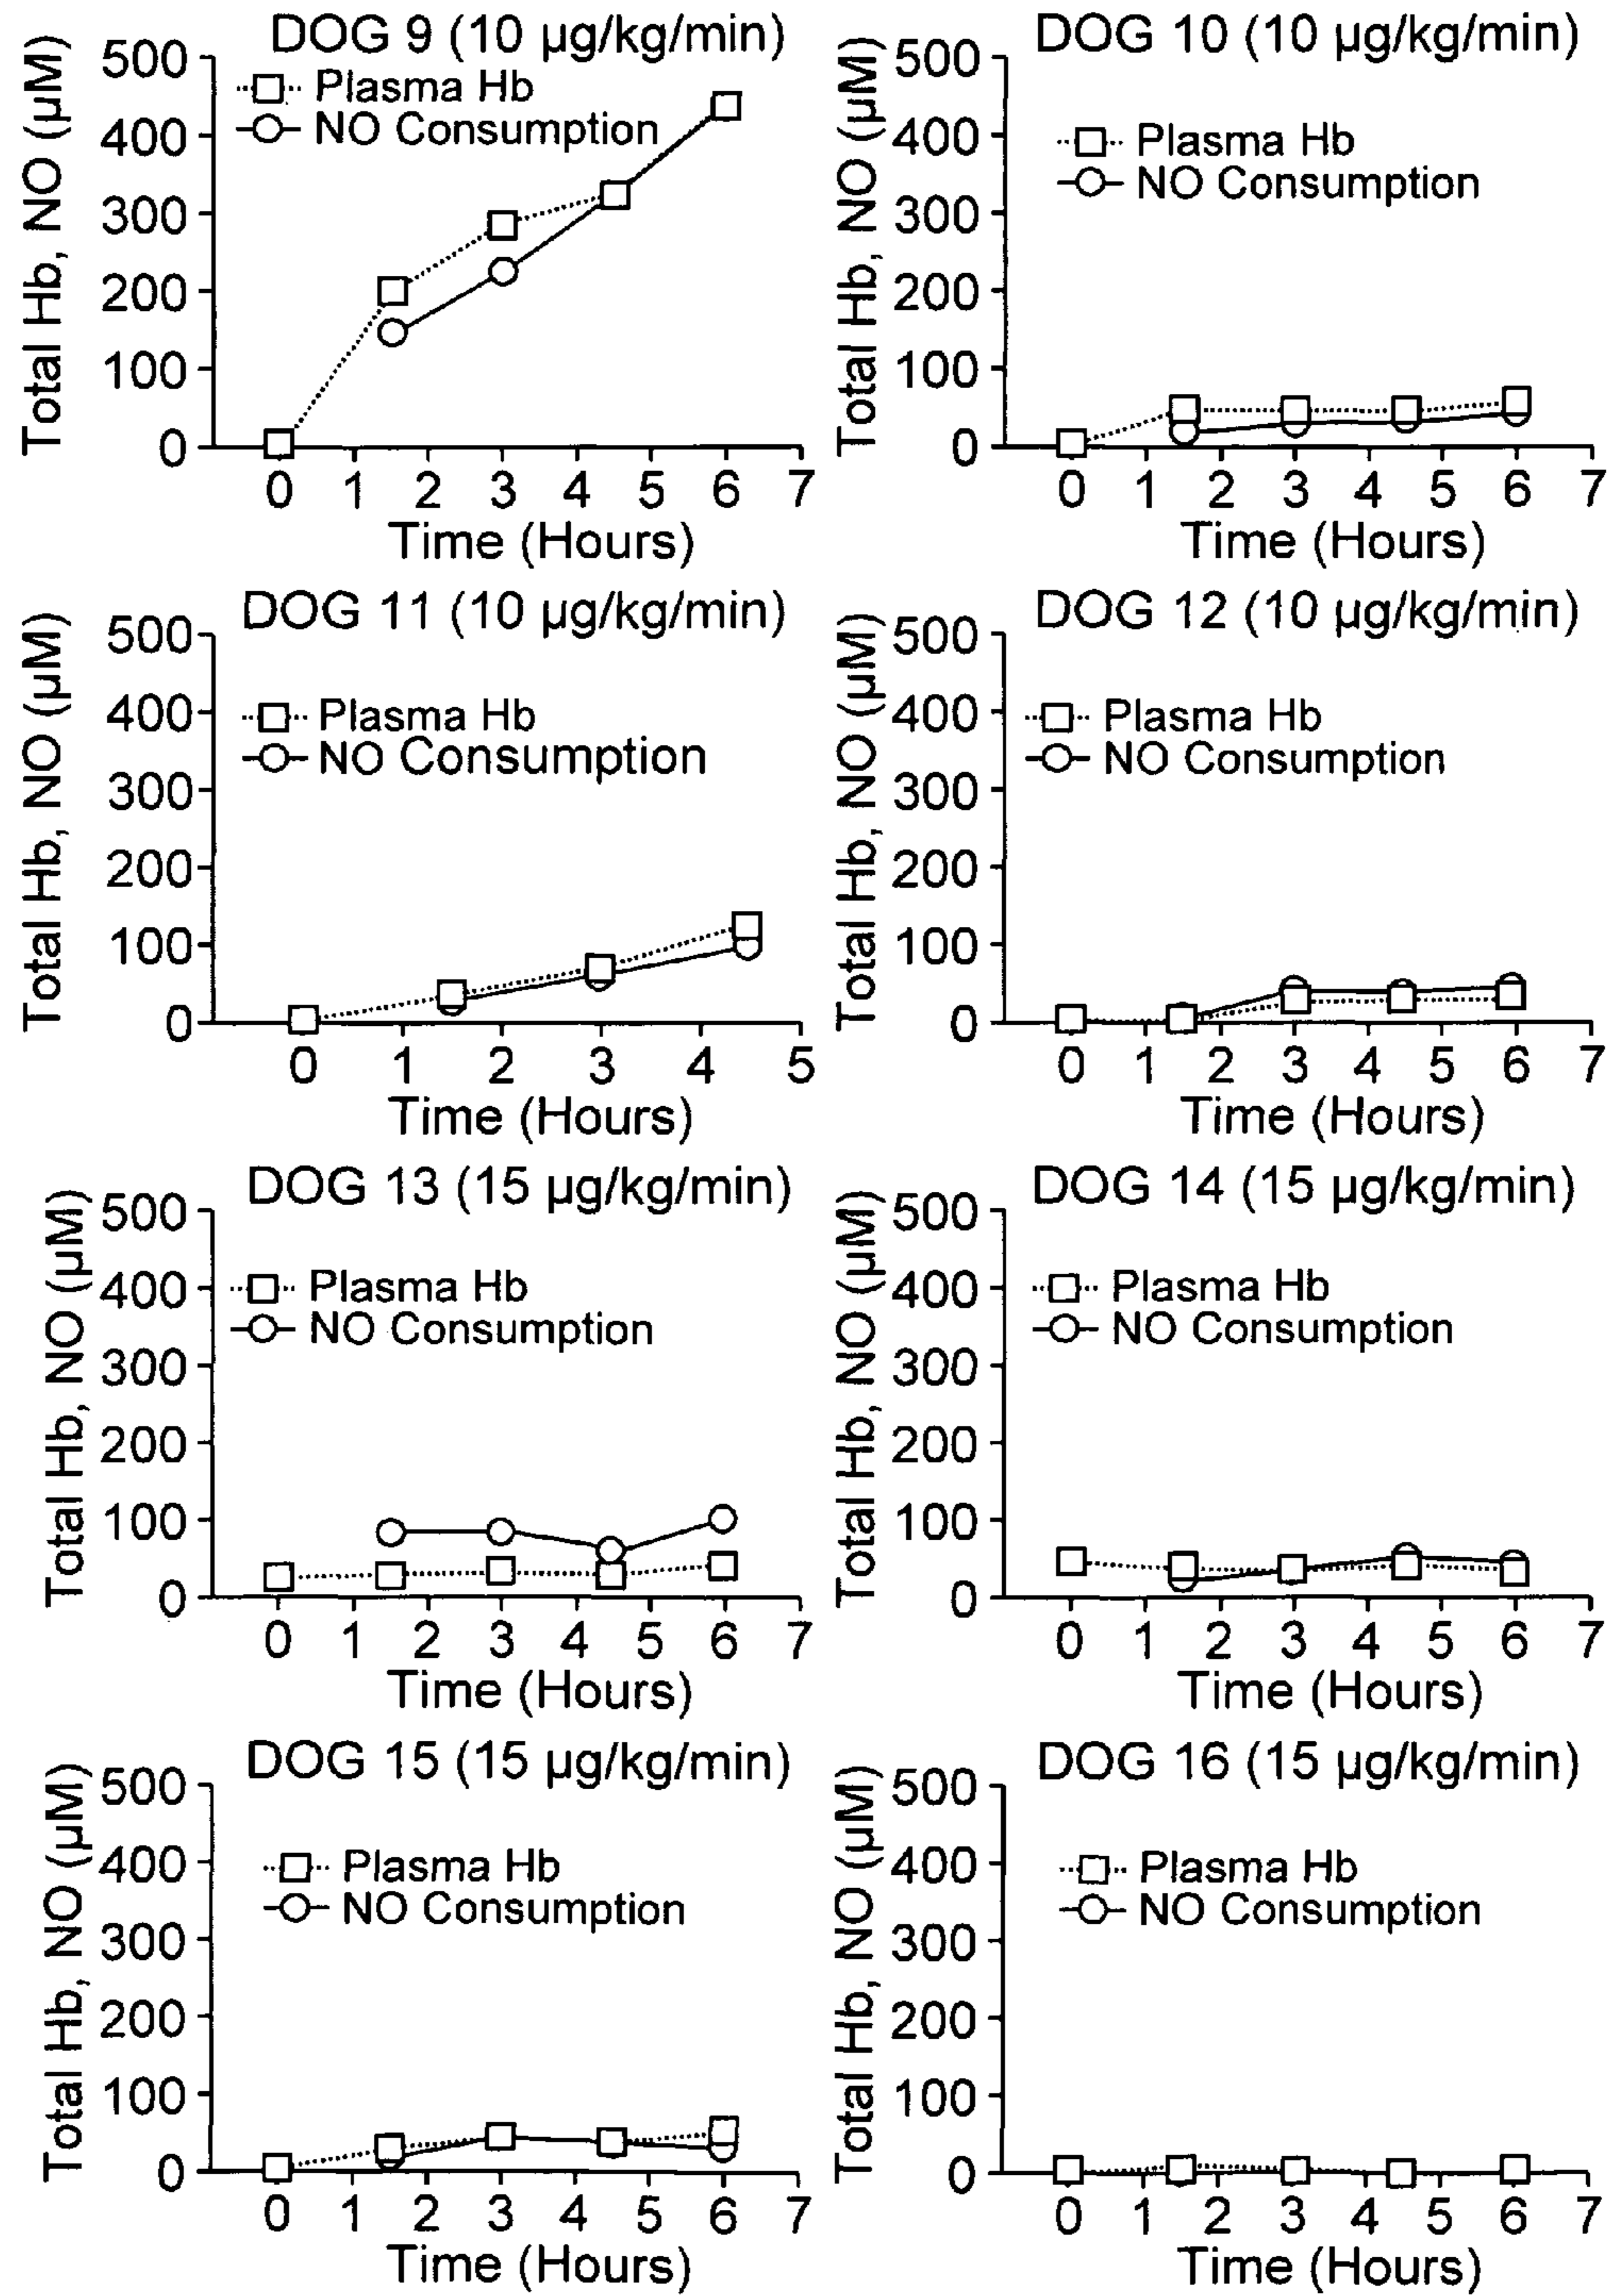 DOG 9 (10 µg/kg/min)
Total Hb, NO (µM)
500
400
300
200
100
0
Plasma Hb
NO Consumption
0 1 2 3 4 5 6 7
Time (Hours)
DOG 10 (10 µg/kg/min)
Total Hb, NO (µM)
500
400
300
200
100
0
Plasma Hb
NO Consumption
0 1 2 3 4 5 6 7
Time (Hours)
DOG 11 (10 µg/kg/min)
Total Hb, NO (µM)
500
400
300
200
100
0
Plasma Hb
NO Consumption
0 1 2 3 4 5
Time (Hours)
DOG 12 (10 µg/kg/min)
Total Hb, NO (µM)
500
400
300
200
100
0
Plasma Hb
NO Consumption
0 1 2 3 4 5 6 7
Time (Hours)
DOG 13 (15 µg/kg/min)
Total Hb, NO (µM)
500
400
300
200
100
0
Plasma Hb
NO Consumption
0 1 2 3 4 5 6 7
Time (Hours)
DOG 14 (15 µg/kg/min)
Total Hb, NO (µM)
500
400
300
200
100
0
Plasma Hb
NO Consumption
0 1 2 3 4 5 6 7
Time (Hours)
DOG 15 (15 µg/kg/min)
Total Hb, NO (µM)
500
400
300
200
100
0
Plasma Hb
NO Consumption
0 1 2 3 4 5 6 7
Time (Hours)
DOG 16 (15 µg/kg/min)
Total Hb, NO (µM)
500
400
300
200
100
0
Plasma Hb
NO Consumption
0 1 2 3 4 5 6 7
Time (Hours)